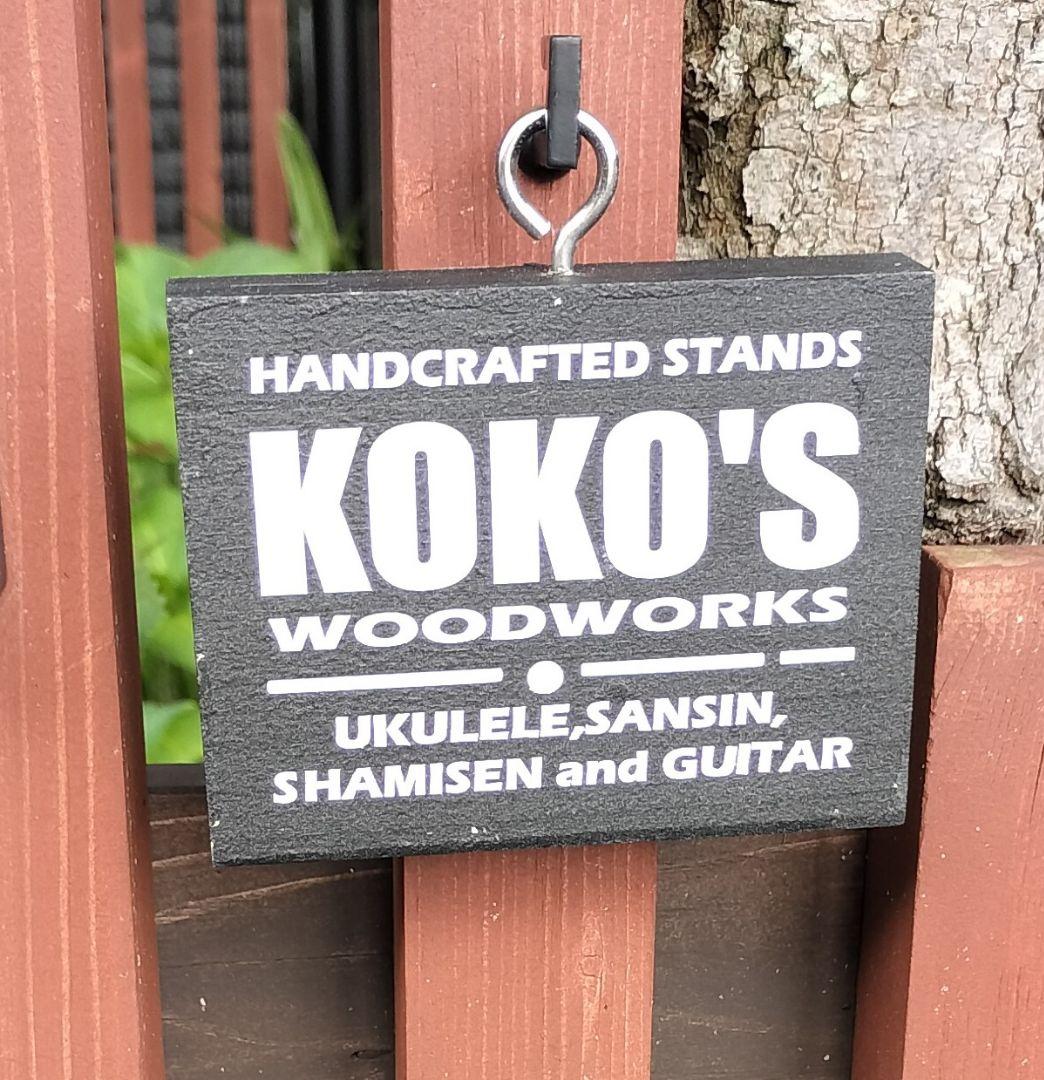 HANDCRAFTED STANDS
KOKO'S
WOODWORKS
UKULELE,SANSIN,
SHAMISEN and GUITAR